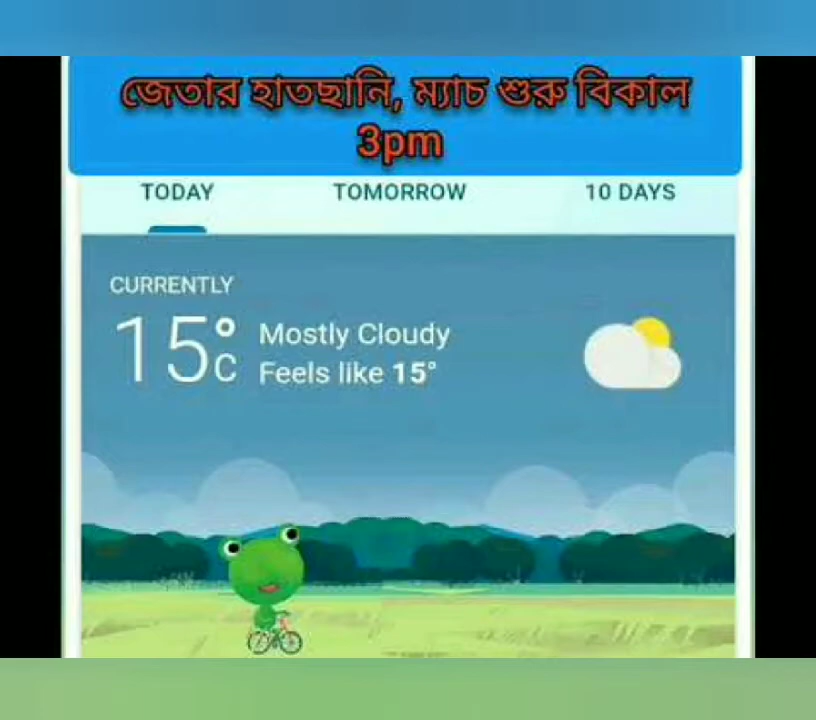 জেতার হাতছানি, ম্যাচ শুরু বিকাল
3pm
TODAY TOMORROW 10 DAYS
CURRENTLY
15°C Mostly Cloudy
Feels like 15°